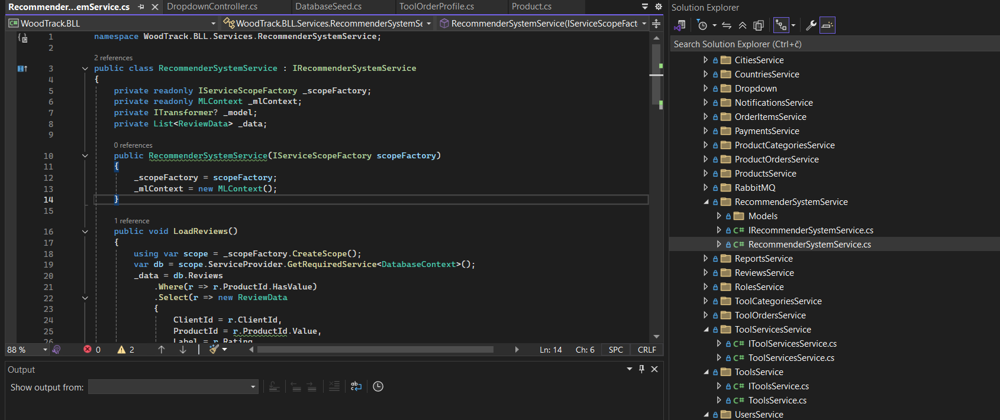 Recommender...emService.cs
DropdownController.cs
DatabaseSeed.cs
ToolOrderProfile.cs
Product.cs
C# WoodTrack.BLL
WoodTrack.BLL.Services.RecommenderSystemSe
RecommenderSystemService(IServiceScopeFact
1 namespace WoodTrack.BLL.Services.RecommenderSystemService;
2
2 references
3 public class RecommenderSystemService : IRecommenderSystemService
4 {
5 private readonly IServiceScopeFactory _scopeFactory;
6 private readonly MLContext _mlContext;
7 private ITransformer? _model;
8 private List<ReviewData> _data;
9
0 references
10 public RecommenderSystemService(IServiceScopeFactory scopeFactory)
11 {
12 _scopeFactory = scopeFactory;
13 _mlContext = new MLContext();
14 }
15
1 reference
16 public void LoadReviews()
17 {
18 using var scope = _scopeFactory.CreateScope();
19 var db = scope.ServiceProvider.GetRequiredService<DatabaseContext>();
20 _data = db.Reviews
21 .Where(r => r.ProductId.HasValue)
22 .Select(r => new ReviewData
23 {
24 ClientId = r.ClientId,
25 ProductId = r.ProductId.Value,
26 Label = r.Rating
88 %
0
2
Ln: 14
Ch: 6
SPC
CRLF
Output
Show output from:
Solution Explorer
Search Solution Explorer (Ctrl+č)
CitiesService
CountriesService
Dropdown
NotificationsService
OrderItemsService
PaymentsService
ProductCategoriesService
ProductOrdersService
ProductsService
RabbitMQ
RecommenderSystemService
Models
C# IRecommenderSystemService.cs
C# RecommenderSystemService.cs
ReportsService
ReviewsService
RolesService
ToolCategoriesService
ToolOrdersService
ToolServicesService
C# IToolServicesService.cs
C# ToolServicesService.cs
ToolsService
C# IToolsService.cs
C# ToolsService.cs
UsersService